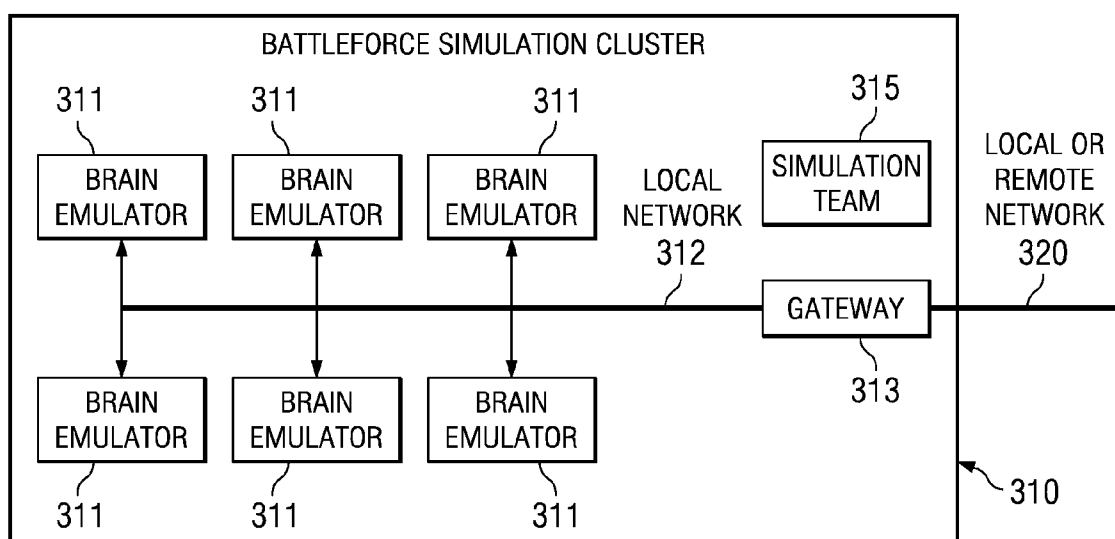 BATTLEFORCE SIMULATION CLUSTER
311
311
311
315
BRAIN
EMULATOR
BRAIN
EMULATOR
BRAIN
EMULATOR
SIMULATION
TEAM
LOCAL
NETWORK
312
LOCAL OR
REMOTE
NETWORK
320
GATEWAY
313
BRAIN
EMULATOR
BRAIN
EMULATOR
BRAIN
EMULATOR
311
311
311
310